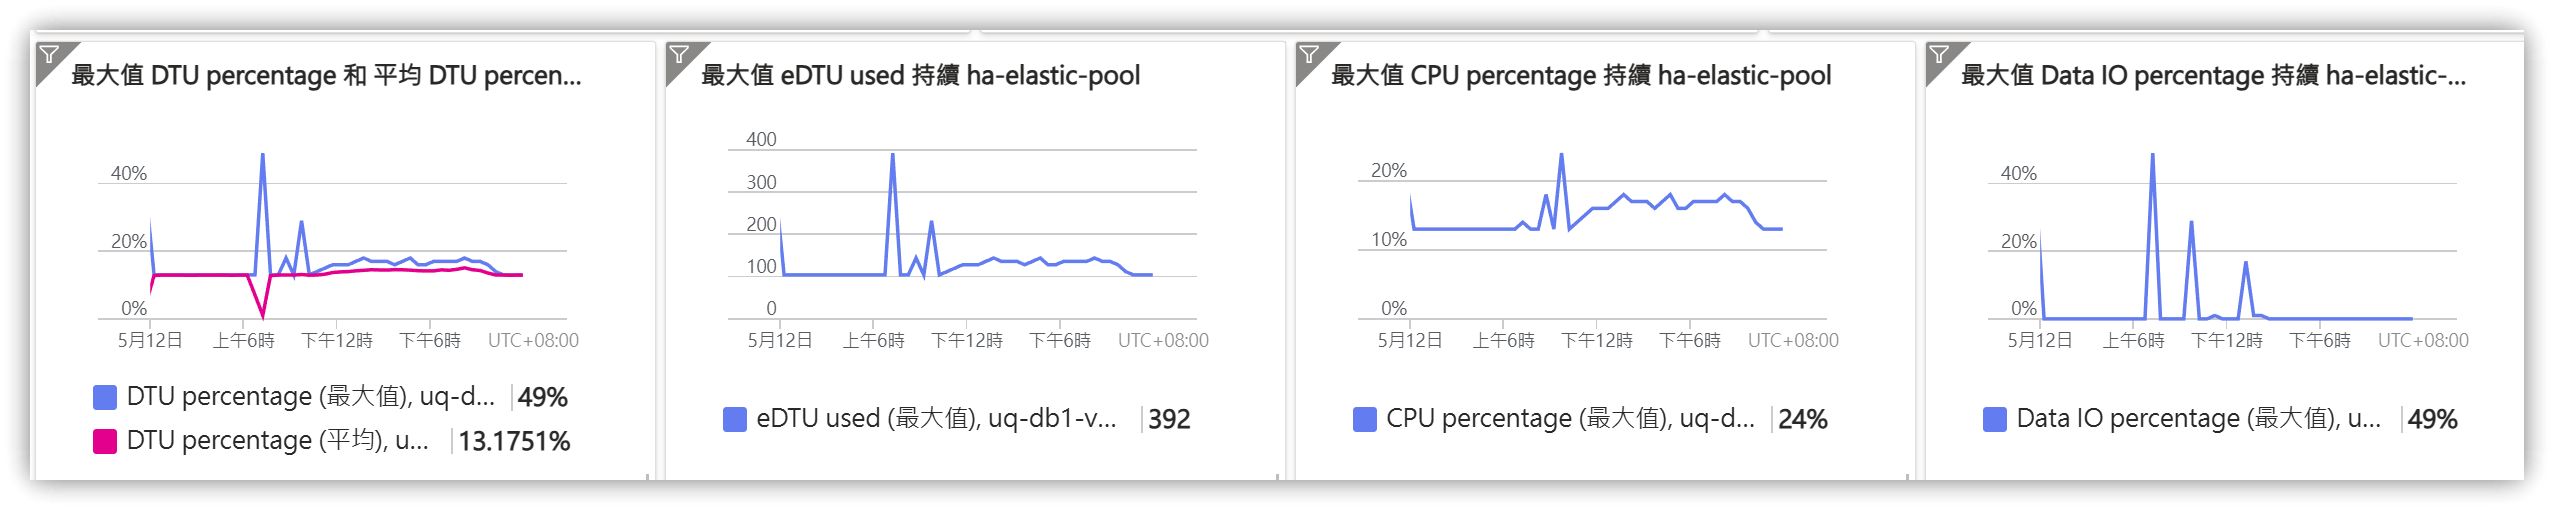 最大值 DTU percentage 和 平均 DTU percen...
40%
20%
0%
5月12日 上午6時 下午12時 下午6時 UTC+08:00
DTU percentage (最大值), uq-d... 49%
DTU percentage (平均), u... 13.1751%
最大值 eDTU used 持續 ha-elastic-pool
400
300
200
100
0
5月12日 上午6時 下午12時 下午6時 UTC+08:00
eDTU used (最大值), uq-db1-v... 392
最大值 CPU percentage 持續 ha-elastic-pool
20%
10%
0%
5月12日 上午6時 下午12時 下午6時 UTC+08:00
CPU percentage (最大值), uq-d... 24%
最大值 Data IO percentage 持續 ha-elastic-...
40%
20%
0%
5月12日 上午6時 下午12時 下午6時 UTC+08:00
Data IO percentage (最大值), u... 49%